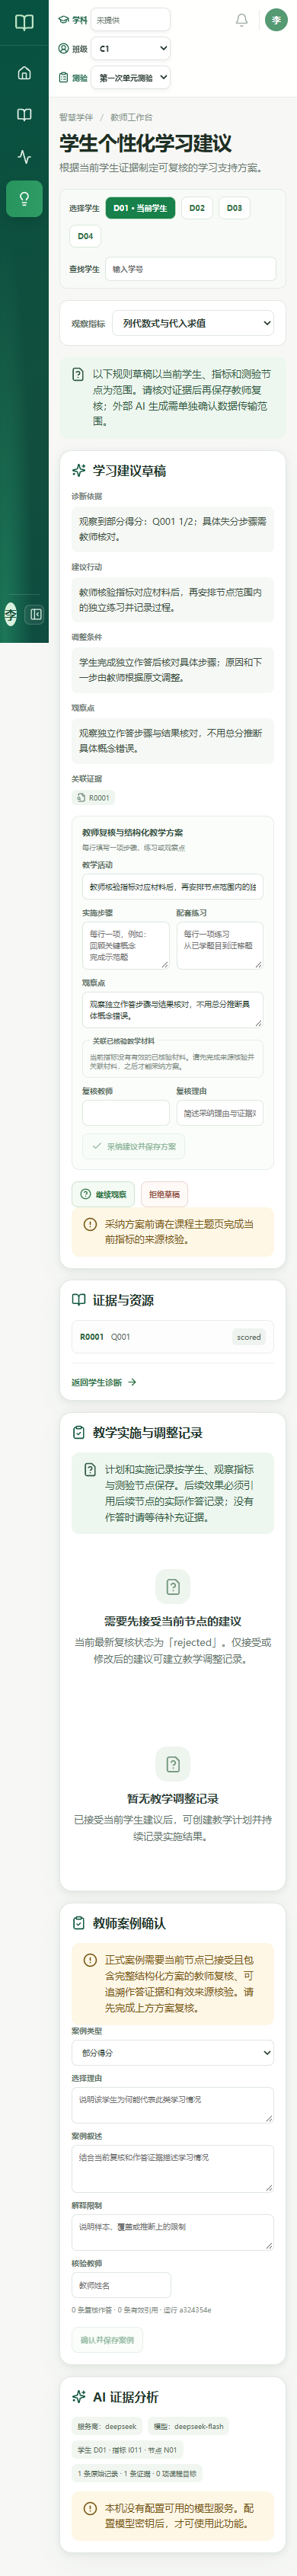 学科
未提供
李
班级
C1
测验
第一次单元测验
智慧学伴 / 教师工作台
学生个性化学习建议
根据当前学生证据制定可复核的学习支持方案。
选择学生
D01 • 当前学生
D02
D03
D04
查找学生
输入学号
观察指标
列代数式与代入求值
以下规则草稿以当前学生、指标和测验节
点为范围。请核对证据后再保存教师复
核；外部 AI 生成需单独确认数据传输范
围。
学习建议草稿
诊断依据
观察到部分得分：Q001 1/2；具体失分步骤需
教师核对。
建议行动
教师核验指标对应材料后，再安排节点范围内
的独立练习并记录过程。
调整条件
学生完成独立作答后核对具体步骤；原因和下
一步由教师根据原文调整。
观察点
观察独立作答步骤与结果核对，不用总分推断
具体概念错误。
关联证据
R0001
教师复核与结构化教学方案
每行填写一项步骤、练习或观察点
教学活动
教师核验指标对应材料后，再安排节点范围内的独
实施步骤
配套练习
每行一项，例如：
回顾关键概念
完成示范题
每行一项练习
从已学题目到迁移题
观察点
观察独立作答步骤与结果核对，不用总分推断具
体概念错误。
关联已核验教学材料
当前指标没有有效的已核验材料。请先完成来源核验并
关联材料，之后才能采纳方案。
复核教师
复核理由
简述采纳理由与证据
采纳建议并保存方案
继续观察
拒绝草稿
采纳方案前请在课程主题页完成当
前指标的来源核验。
证据与资源
R0001 Q001
scored
返回学生诊断 →
教学实施与调整记录
计划和实施记录按学生、观察指标
与测验节点保存。后续效果必须引
用后续节点的实际作答记录；没有
作答时请等待补充证据。
需要先接受当前节点的建议
当前最新复核状态为「rejected」。仅接受或
修改后的建议可建立教学调整记录。
暂无教学调整记录
已接受当前学生建议后，可创建教学计划并持
续记录实施结果。
教师案例确认
正式案例需要当前节点已接受且包
含完整结构化方案的教师复核、可
追溯作答证据和有效来源核验。请
先完成上方方案复核。
案例类型
部分得分
选择理由
说明该学生为何能代表此类学习情况
案例叙述
结合当前复核和作答证据描述学习情况
解释限制
说明样本、覆盖或推断上的限制
核验教师
教师姓名
0 条复核作答 · 0 条有效引用 · 运行 a324354e
确认并保存案例
AI 证据分析
服务商：deepseek
模型：deepseek-flash
学生 D01 · 指标 I011 · 节点 N01
1 条原始记录 · 1 条证据 · 0 项课程目标
本机没有配置可用的模型服务。配
置模型密钥后，才可使用此功能。
李